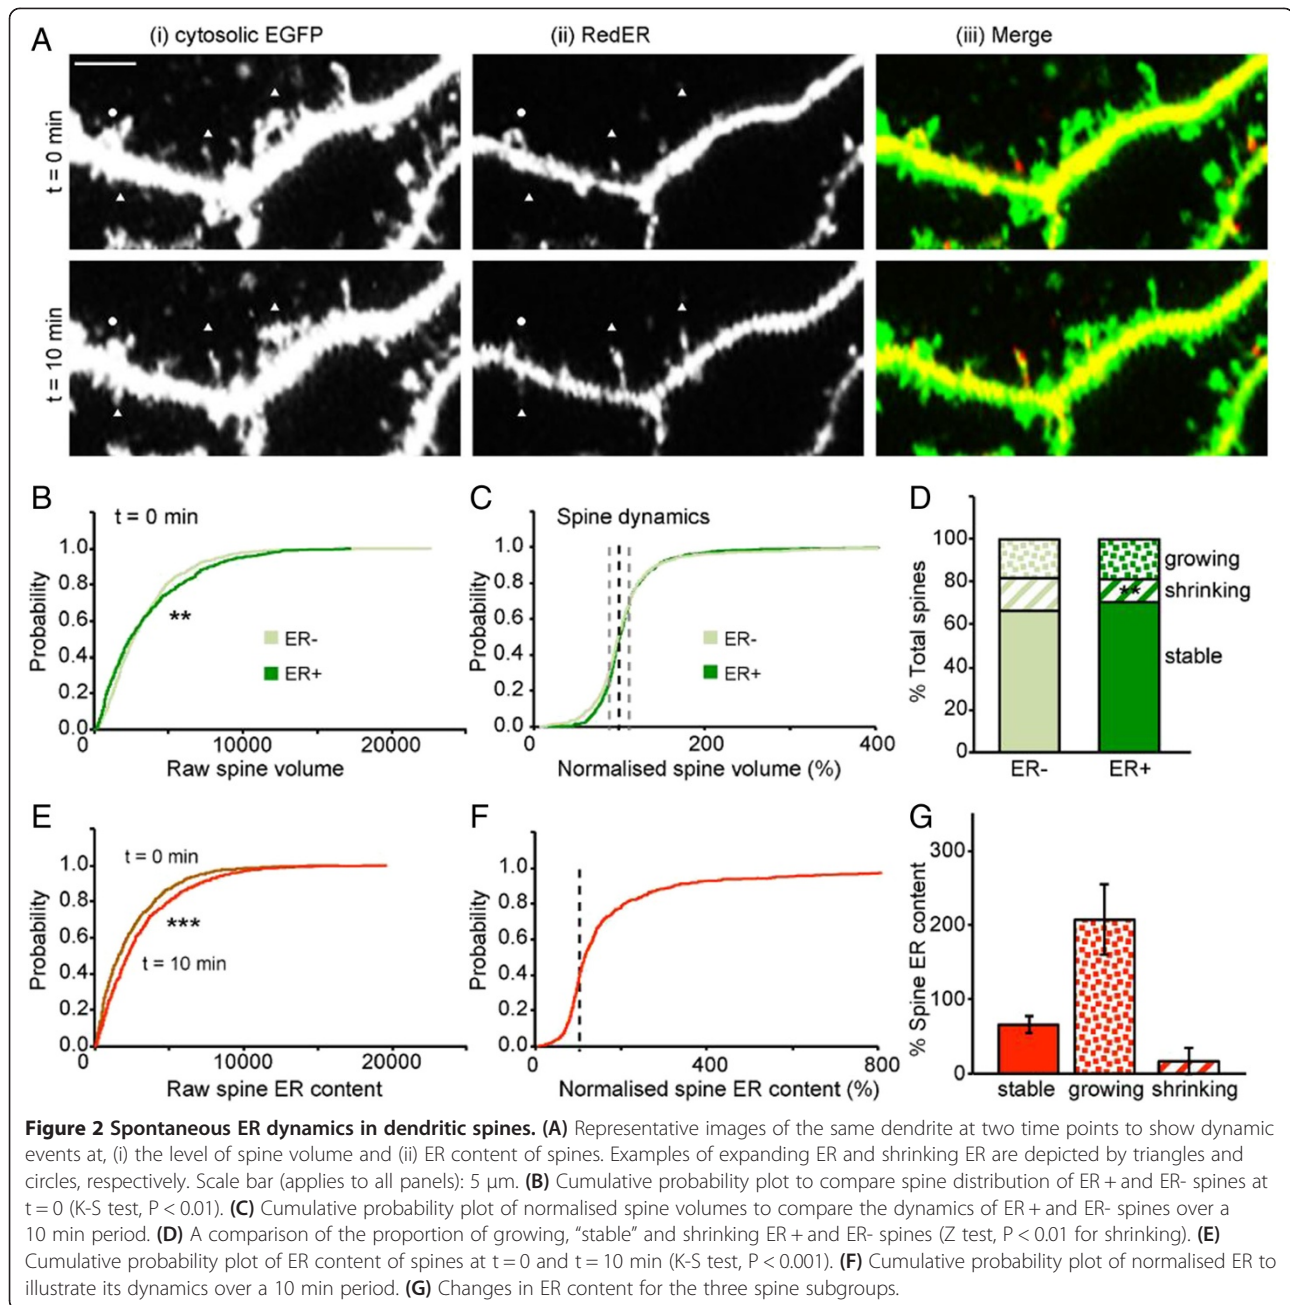 A
(i) cytosolic EGFP
(ii) RedER
(iii) Merge
t = 0 min
t = 10 min
B
t = 0 min
Probability
1.0
0.8
0.6
0.4
0.2
0.0
**
ER-
ER+
0
10000
20000
Raw spine volume
C
Spine dynamics
Probability
1.0
0.8
0.6
0.4
0.2
0.0
ER-
ER+
0
200
400
Normalised spine volume (%)
D
% Total spines
100
80
60
40
20
0
growing
**
shrinking
stable
ER-
ER+
E
t = 0 min
Probability
1.0
0.8
0.6
0.4
0.2
0.0
***
t = 10 min
0
10000
20000
Raw spine ER content
F
Probability
1.0
0.8
0.6
0.4
0.2
0.0
0
400
800
Normalised spine ER content (%)
G
% Spine ER content
300
200
100
0
stable
growing
shrinking
Figure 2 Spontaneous ER dynamics in dendritic spines. (A) Representative images of the same dendrite at two time points to show dynamic
events at, (i) the level of spine volume and (ii) ER content of spines. Examples of expanding ER and shrinking ER are depicted by triangles and
circles, respectively. Scale bar (applies to all panels): 5 μm. (B) Cumulative probability plot to compare spine distribution of ER + and ER- spines at
t = 0 (K-S test, P < 0.01). (C) Cumulative probability plot of normalised spine volumes to compare the dynamics of ER + and ER- spines over a
10 min period. (D) A comparison of the proportion of growing, “stable” and shrinking ER + and ER- spines (Z test, P < 0.01 for shrinking). (E)
Cumulative probability plot of ER content of spines at t = 0 and t = 10 min (K-S test, P < 0.001). (F) Cumulative probability plot of normalised ER to
illustrate its dynamics over a 10 min period. (G) Changes in ER content for the three spine subgroups.